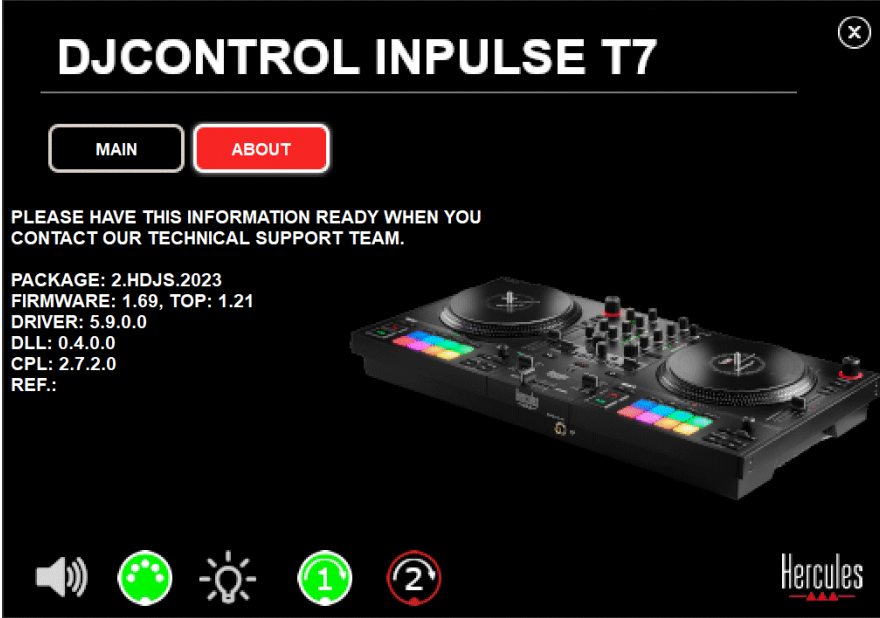 DJCONTROL INPULSE T7
MAIN
ABOUT
PLEASE HAVE THIS INFORMATION READY WHEN YOU
CONTACT OUR TECHNICAL SUPPORT TEAM.
PACKAGE: 2.HDJS.2023
FIRMWARE: 1.69, TOP: 1.21
DRIVER: 5.9.0.0
DLL: 0.4.0.0
CPL: 2.7.2.0
REF.:
1
2
Hercules